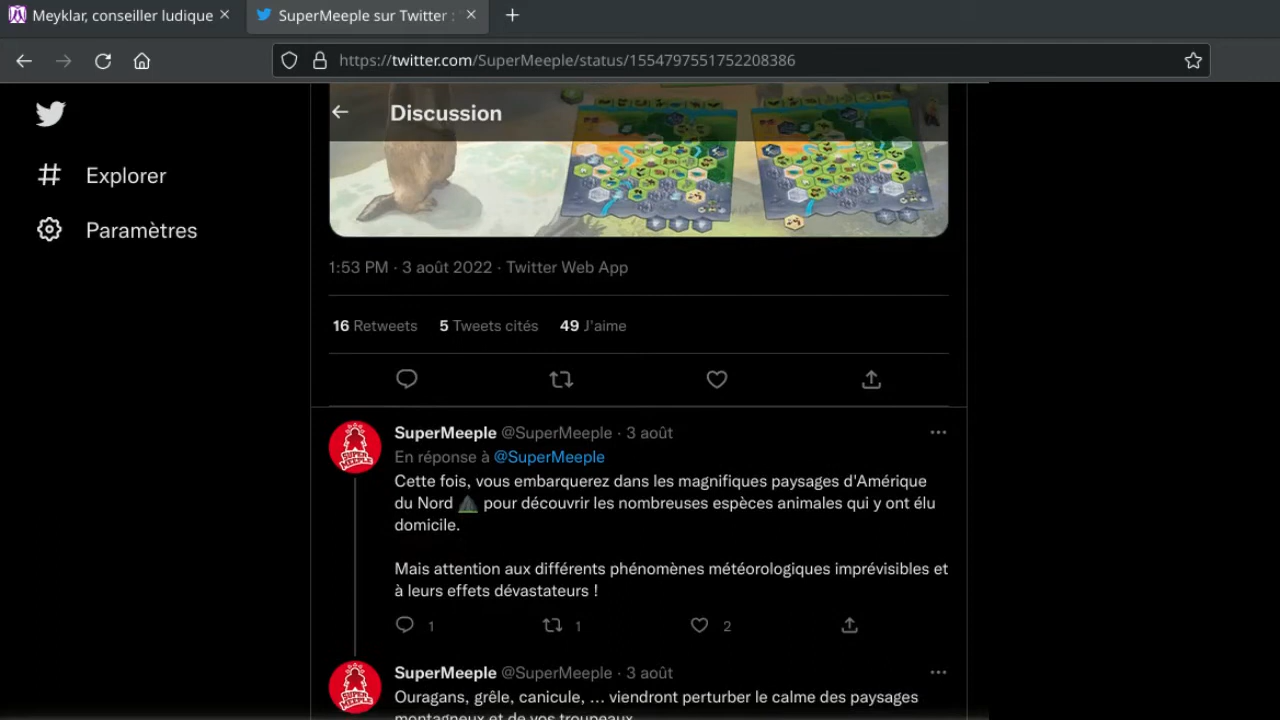 Meyklar, conseiller ludique
SuperMeeple sur Twitter :
https://twitter.com/SuperMeeple/status/1554797551752208386
Discussion
Explorer
Paramètres
1:53 PM · 3 août 2022 · Twitter Web App
16 Retweets 5 Tweets cités 49 J'aime
SuperMeeple @SuperMeeple · 3 août
En réponse à @SuperMeeple
Cette fois, vous embarquerez dans les magnifiques paysages d'Amérique
du Nord pour découvrir les nombreuses espèces animales qui y ont élu
domicile.
Mais attention aux différents phénomènes météorologiques imprévisibles et
à leurs effets dévastateurs !
1 1 2
SUPER
MEEPLE
SuperMeeple @SuperMeeple · 3 août
Ouragans, grêle, canicule, ... viendront perturber le calme des paysages
montagneux et de vos troupeaux
SUPER
MEEPLE